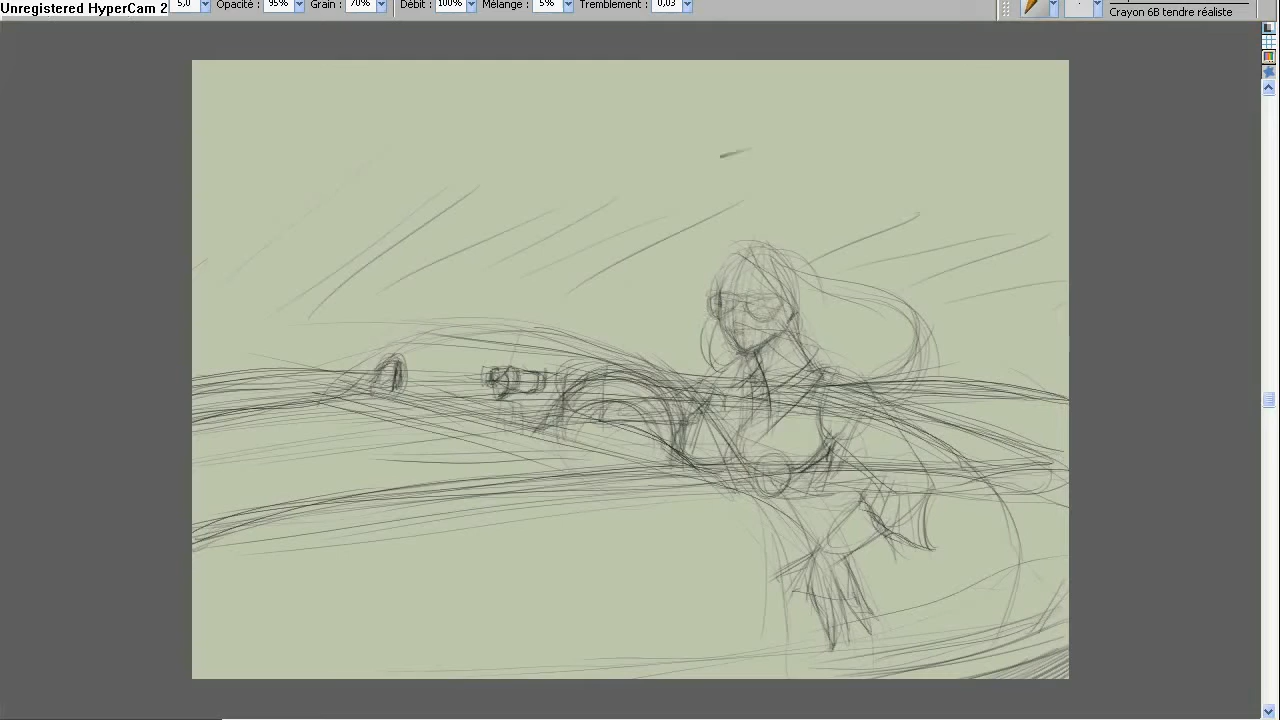 Unregistered HyperCam 2
5,0 Opacité : 95% Grain : 70% Débit : 100% Mélange : 5% Tremblement : 0,03
Crayon 6B tendre réaliste